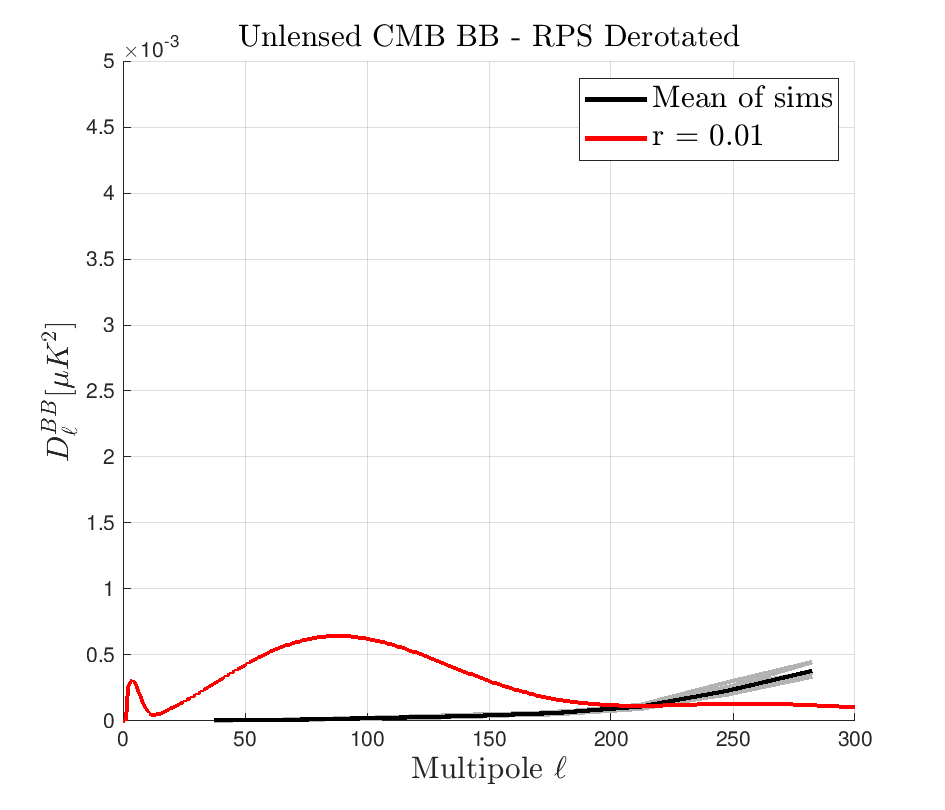 Unlensed CMB BB - RPS Derotated
×10⁻³
5
4.5
4
3.5
3
2.5
2
1.5
1
0.5
0
Mean of sims
r = 0.01
D_ℓ^{BB}[μK²]
0 50 100 150 200 250 300
Multipole ℓ